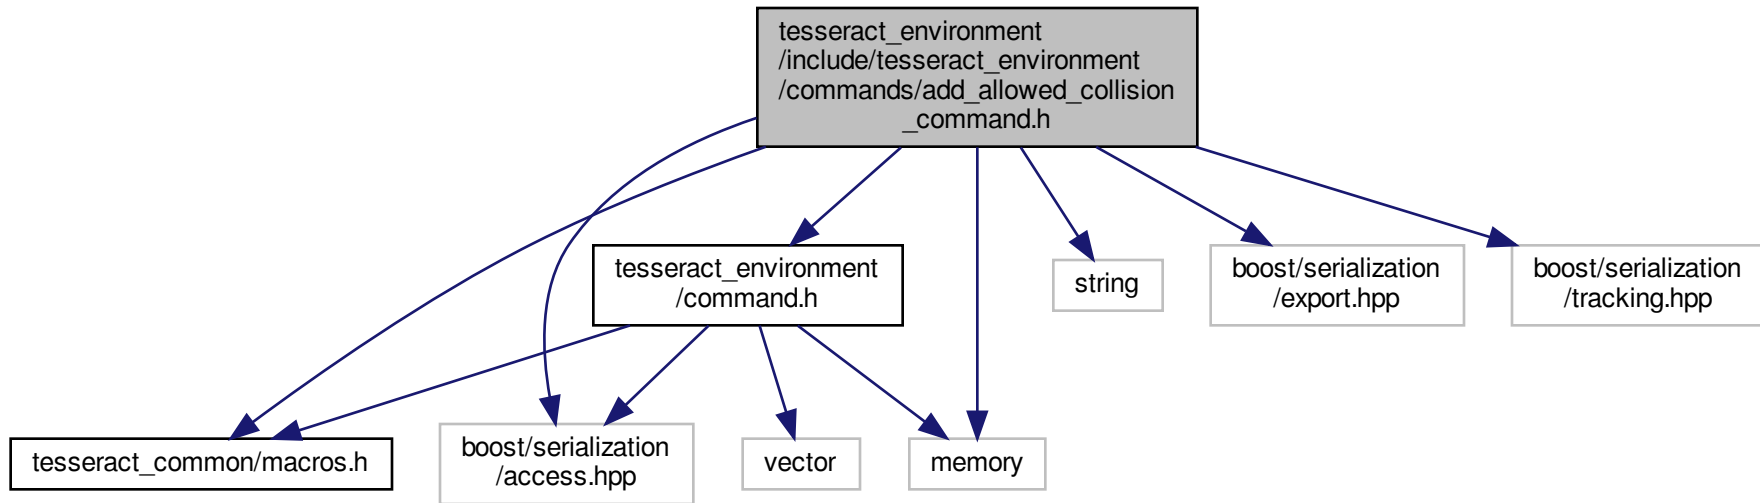 tesseract_environment
/include/tesseract_environment
/commands/add_allowed_collision
_command.h
tesseract_environment
/command.h
string
boost/serialization
/export.hpp
boost/serialization
/tracking.hpp
tesseract_common/macros.h
boost/serialization
/access.hpp
vector
memory